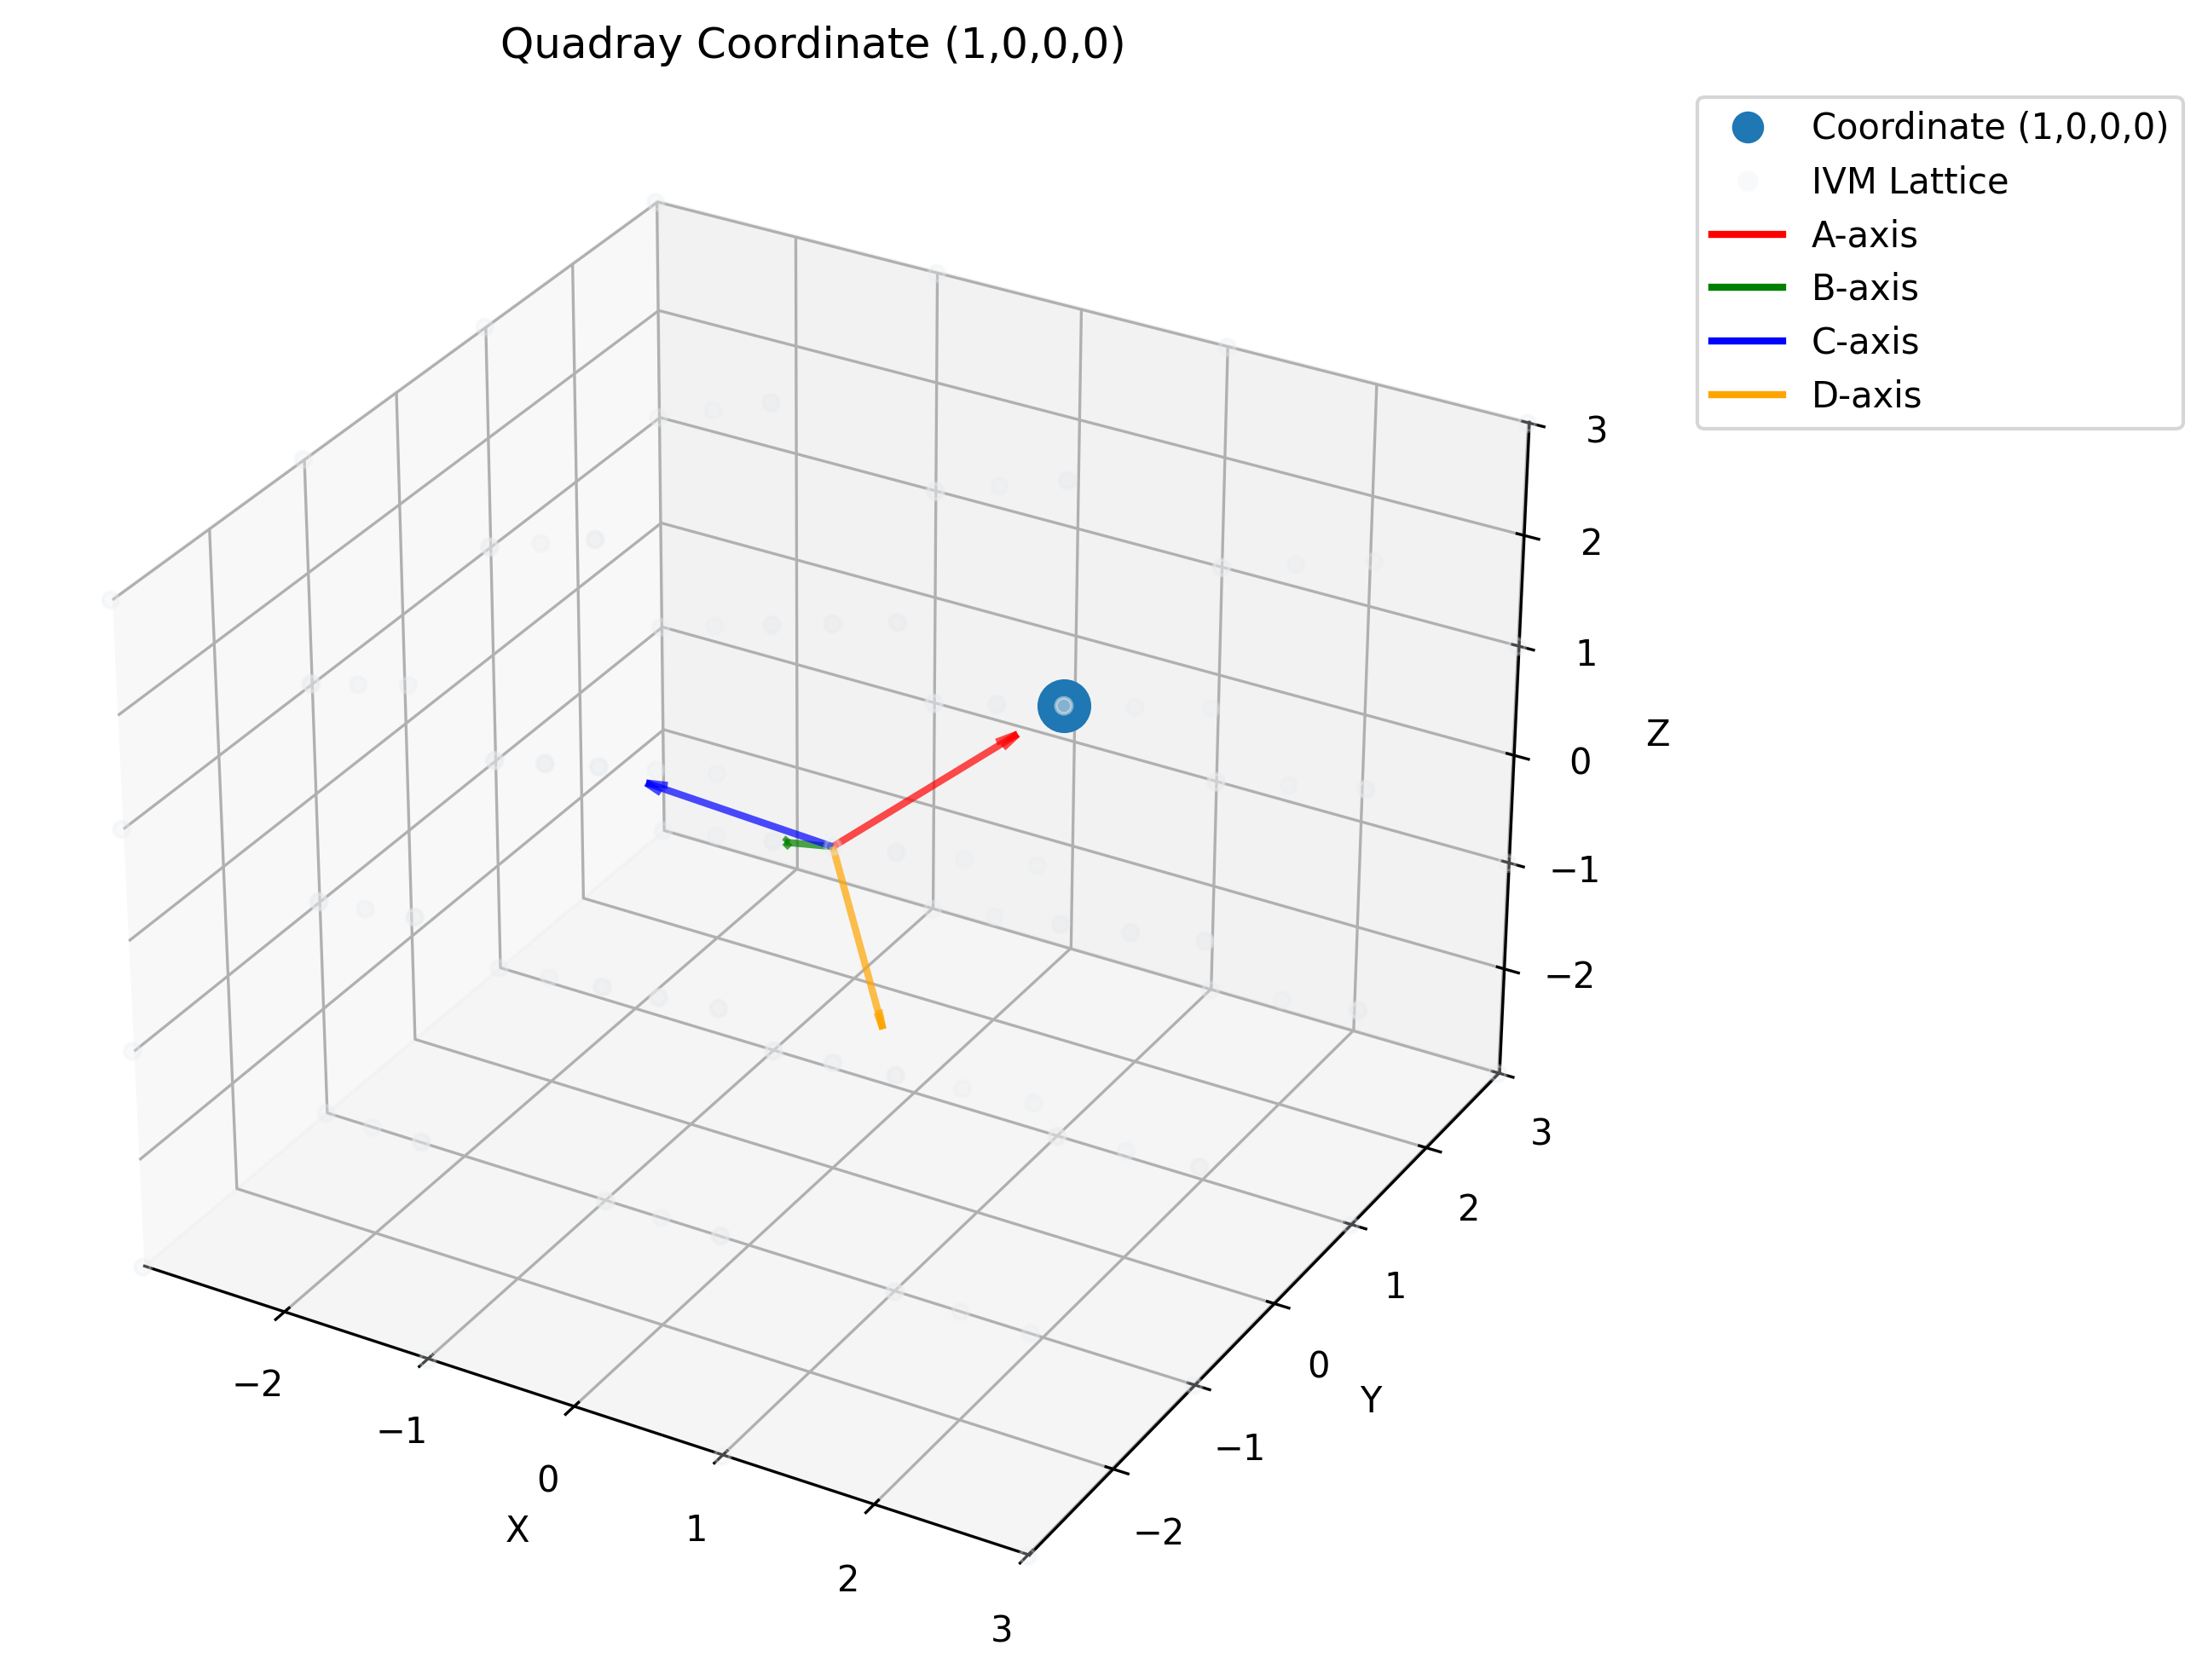 Quadray Coordinate (1,0,0,0)
Coordinate (1,0,0,0)
IVM Lattice
A-axis
B-axis
C-axis
D-axis
3
2
1
0
−1
−2
Z
3
2
1
0
−1
−2
Y
−2
−1
0
1
2
3
X